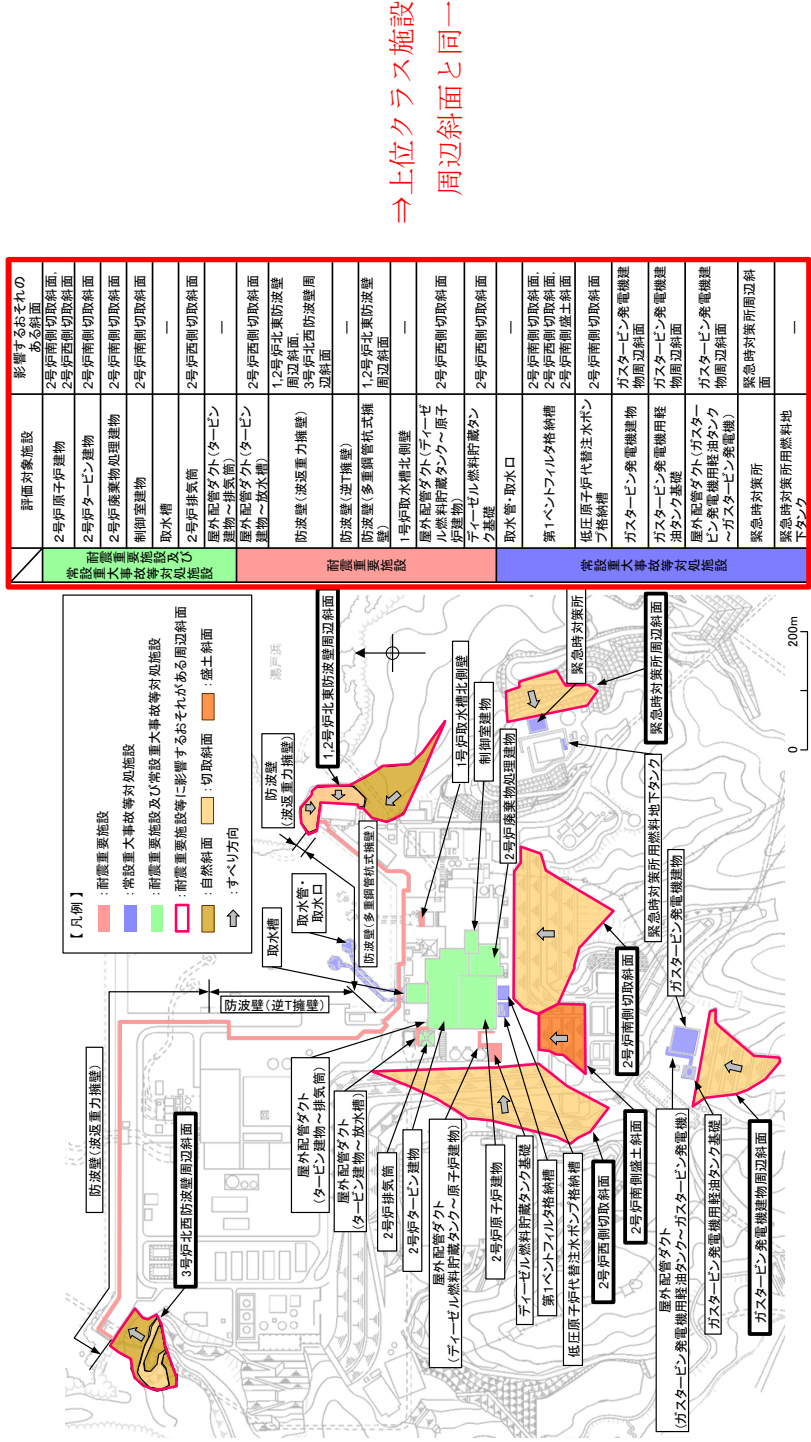 防波壁(波返重力擁壁)
3号炉北西防波壁周辺斜面
防波壁(逆T擁壁)
【 凡例 】
:耐震重要施設
:常設重大事故等対処施設
:耐震重要施設及び常設重大事故等対処施設
:耐震重要施設等に影響するおそれがある周辺斜面
:自然斜面
:切取斜面
:盛土斜面
:すべり方向
取水槽
取水管・
取水口
防波壁(多重鋼管杭式擁壁)
防波壁
(波返重力擁壁)
1,2号炉北東防波壁周辺斜面
屋外配管ダクト
(タービン建物~排気筒)
屋外配管ダクト
(タービン建物~放水槽)
2号炉排気筒
2号炉タービン建物
屋外配管ダクト
(ディーゼル燃料貯蔵タンク~原子炉建物)
2号炉原子炉建物
ディーゼル燃料貯蔵タンク基礎
第1ベントフィルタ格納槽
低圧原子炉代替注水ポンプ格納槽
2号炉西側切取斜面
2号炉南側盛土斜面
2号炉南側切取斜面
1号炉取水槽北側壁
制御室建物
2号炉廃棄物処理建物
屋外配管ダクト
(ガスタービン発電機用軽油タンク~ガスタービン発電機)
ガスタービン発電機用軽油タンク基礎
ガスタービン発電機建物周辺斜面
ガスタービン発電機建物
緊急時対策所用燃料地下タンク
緊急時対策所
緊急時対策所周辺斜面
0
200m
評価対象施設
影響するおそれの
ある斜面
耐震重要施設及び
常設重大事故等対処施設
2号炉原子炉建物
2号炉南側切取斜面,
2号炉西側切取斜面
2号炉タービン建物
2号炉南側切取斜面
2号炉廃棄物処理建物
2号炉南側切取斜面
制御室建物
2号炉南側切取斜面
取水槽
―
2号炉排気筒
2号炉西側切取斜面
屋外配管ダクト(タービン
建物~排気筒)
―
耐震重要施設
屋外配管ダクト(タービン
建物~放水槽)
2号炉西側切取斜面
防波壁(波返重力擁壁)
1,2号炉北東防波壁
周辺斜面,
3号炉北西防波壁周
辺斜面
防波壁(逆T擁壁)
―
防波壁(多重鋼管杭式擁
壁)
1,2号炉北東防波壁
周辺斜面
1号炉取水槽北側壁
―
屋外配管ダクト(ディーゼ
ル燃料貯蔵タンク~原子
炉建物)
2号炉西側切取斜面
ディーゼル燃料貯蔵タン
ク基礎
2号炉西側切取斜面
常設重大事故等対処施設
取水管・取水口
―
第1ベントフィルタ格納槽
2号炉南側切取斜面,
2号炉西側切取斜面,
2号炉南側盛土斜面
低圧原子炉代替注水ポン
プ格納槽
2号炉南側切取斜面
ガスタービン発電機建物
ガスタービン発電機建
物周辺斜面
ガスタービン発電機用軽
油タンク基礎
ガスタービン発電機建
物周辺斜面
屋外配管ダクト(ガスター
ビン発電機用軽油タンク
~ガスタービン発電機)
ガスタービン発電機建
物周辺斜面
緊急時対策所
緊急時対策所周辺斜
面
緊急時対策所用燃料地
下タンク
―
⇒上位クラス施設
周辺斜面と同一